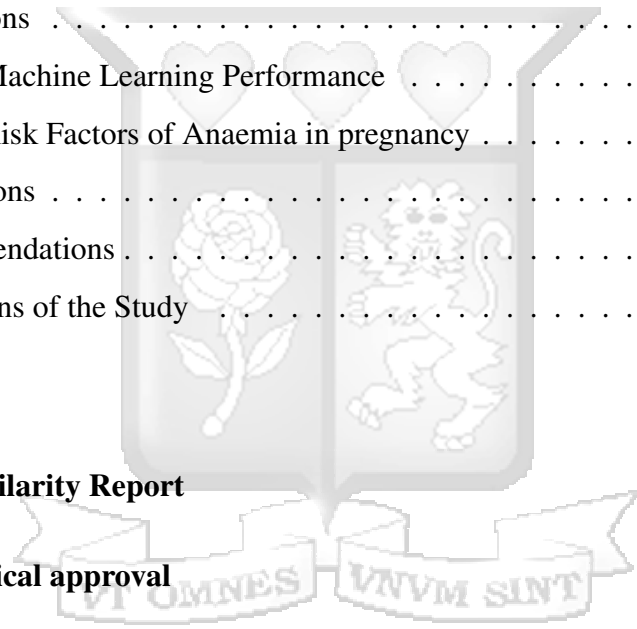 ons . . . . . . . . . . . . . . . . . . . . . . . . . . .
Machine Learning Performance . . . . . . . . . .
isk Factors of Anaemia in pregnancy . . . . . . .
ons . . . . . . . . . . . . . . . . . . . . . . . . . . .
endations . . . . . . . . . . . . . . . . . . . . . . . .
ns of the Study . . . . . . . . . . . . . . . . . . .
ilarity Report
ical approval
VT OMNES VNVM SINT